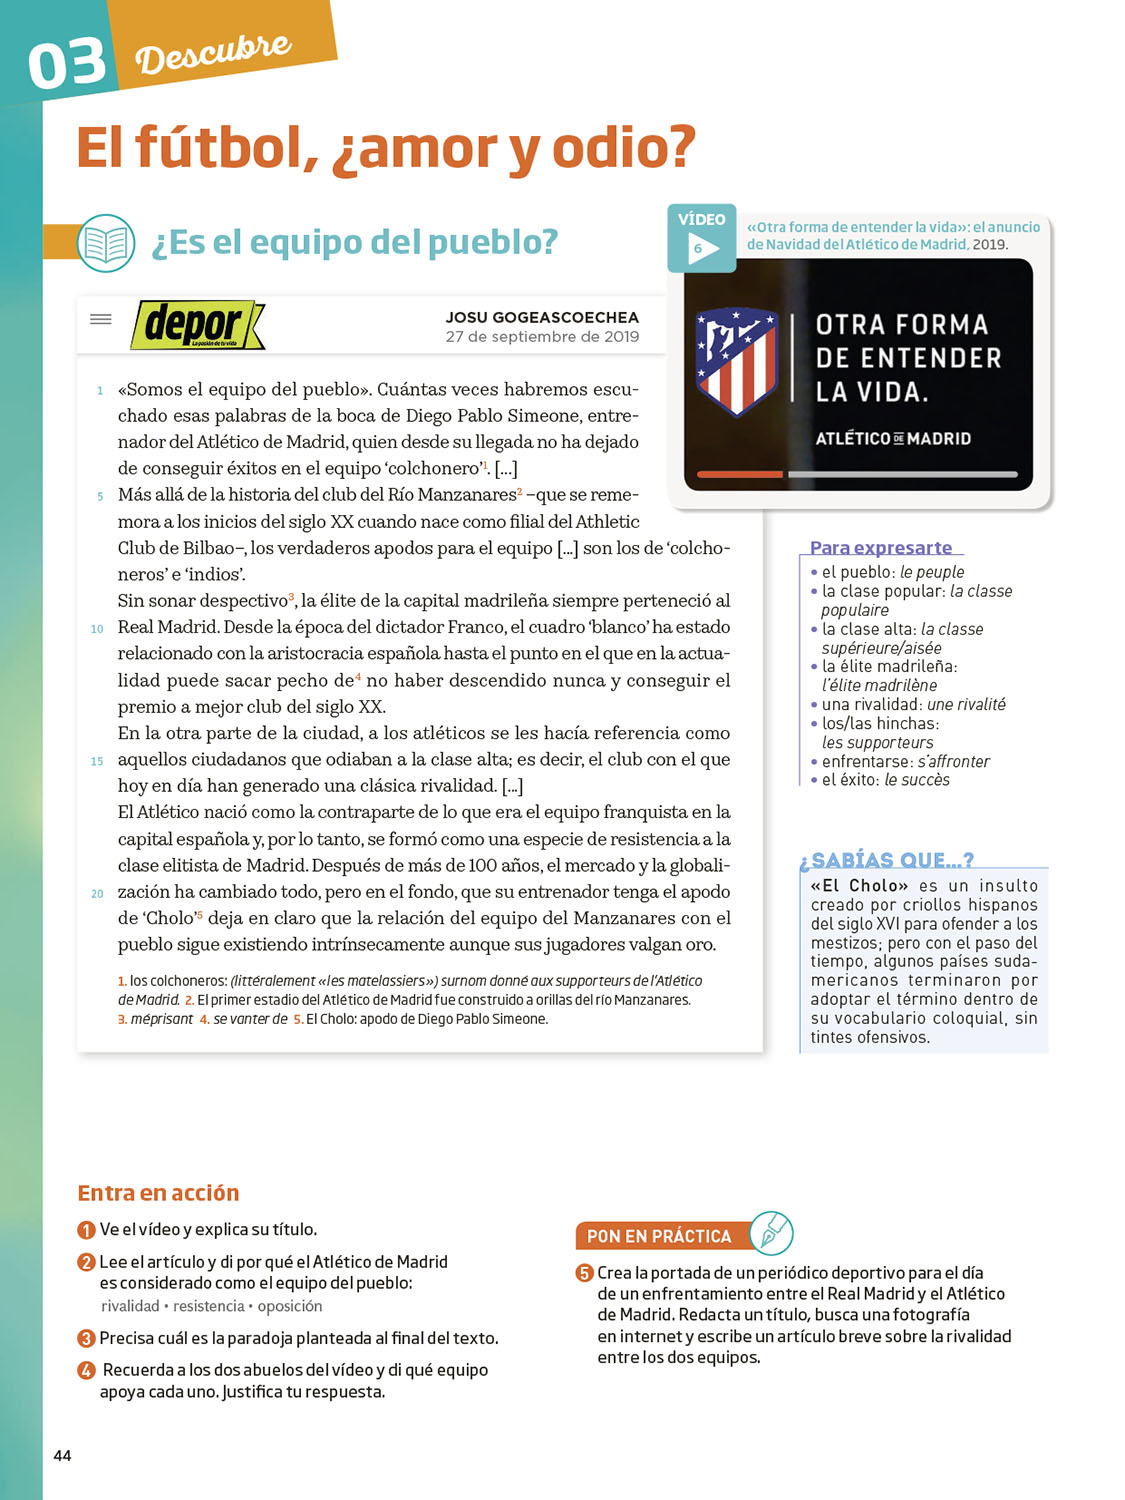 03 Descubre
El fútbol, ¿amor y odio?
¿Es el equipo del pueblo?
VÍDEO
6
«Otra forma de entender la vida»: el anuncio
de Navidad del Atlético de Madrid, 2019.
OTRA FORMA
DE ENTENDER
LA VIDA.
ATLÉTICO DE MADRID
depor
La pasión de tu vida
JOSU GOGEASCOECHEA
27 de septiembre de 2019
1 «Somos el equipo del pueblo». Cuántas veces habremos escu-
chado esas palabras de la boca de Diego Pablo Simeone, entre-
nador del Atlético de Madrid, quien desde su llegada no ha dejado
de conseguir éxitos en el equipo ‘colchonero’1. [...]
5 Más allá de la historia del club del Río Manzanares2 –que se reme-
mora a los inicios del siglo XX cuando nace como filial del Athletic
Club de Bilbao–, los verdaderos apodos para el equipo [...] son los de ‘colcho-
neros’ e ‘indios’.
Sin sonar despectivo3, la élite de la capital madrileña siempre perteneció al
10 Real Madrid. Desde la época del dictador Franco, el cuadro ‘blanco’ ha estado
relacionado con la aristocracia española hasta el punto en el que en la actua-
lidad puede sacar pecho de4 no haber descendido nunca y conseguir el
premio a mejor club del siglo XX.
En la otra parte de la ciudad, a los atléticos se les hacía referencia como
15 aquellos ciudadanos que odiaban a la clase alta; es decir, el club con el que
hoy en día han generado una clásica rivalidad. [...]
El Atlético nació como la contraparte de lo que era el equipo franquista en la
capital española y, por lo tanto, se formó como una especie de resistencia a la
clase elitista de Madrid. Después de más de 100 años, el mercado y la globali-
20 zación ha cambiado todo, pero en el fondo, que su entrenador tenga el apodo
de ‘Cholo’5 deja en claro que la relación del equipo del Manzanares con el
pueblo sigue existiendo intrínsecamente aunque sus jugadores valgan oro.
1. los colchoneros: (littéralement «les matelassiers») surnom donné aux supporteurs de l’Atlético
de Madrid. 2. El primer estadio del Atlético de Madrid fue construido a orillas del río Manzanares.
3. méprisant 4. se vanter de 5. El Cholo: apodo de Diego Pablo Simeone.
Para expresarte
• el pueblo: le peuple
• la clase popular: la classe
populaire
• la clase alta: la classe
supérieure/aisée
• la élite madrileña:
l’élite madrilène
• una rivalidad: une rivalité
• los/las hinchas:
les supporteurs
• enfrentarse: s’affronter
• el éxito: le succès
¿SABÍAS QUE...?
«El Cholo» es un insulto
creado por criollos hispanos
del siglo XVI para ofender a los
mestizos; pero con el paso del
tiempo, algunos países suda-
mericanos terminaron por
adoptar el término dentro de
su vocabulario coloquial, sin
tintes ofensivos.
Entra en acción
1 Ve el vídeo y explica su título.
2 Lee el artículo y di por qué el Atlético de Madrid
es considerado como el equipo del pueblo:
rivalidad • resistencia • oposición
3 Precisa cuál es la paradoja planteada al final del texto.
4 Recuerda a los dos abuelos del vídeo y di qué equipo
apoya cada uno. Justifica tu respuesta.
PON EN PRÁCTICA
5 Crea la portada de un periódico deportivo para el día
de un enfrentamiento entre el Real Madrid y el Atlético
de Madrid. Redacta un título, busca una fotografía
en internet y escribe un artículo breve sobre la rivalidad
entre los dos equipos.
44